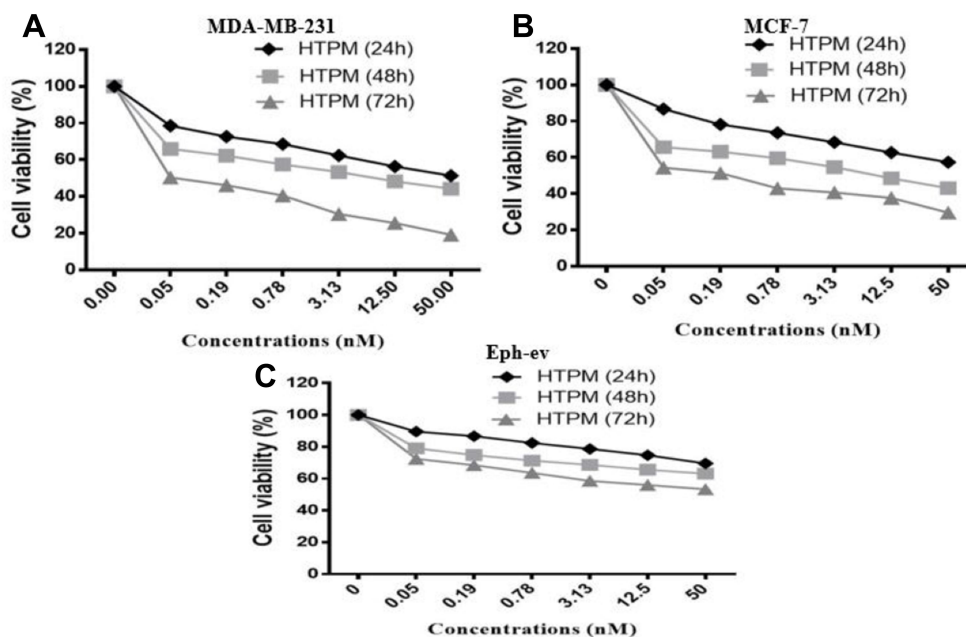 A
MDA-MB-231
HTPM (24h)
HTPM (48h)
HTPM (72h)
Cell viability (%)
120
100
80
60
40
20
0
0.00
0.05
0.19
0.78
3.13
12.50
50.00
Concentrations (nM)
B
MCF-7
HTPM (24h)
HTPM (48h)
HTPM (72h)
Cell viability (%)
120
100
80
60
40
20
0
0
0.05
0.19
0.78
3.13
12.5
50
Concentrations (nM)
C
Eph-ev
HTPM (24h)
HTPM (48h)
HTPM (72h)
Cell viability (%)
120
100
80
60
40
20
0
0
0.05
0.19
0.78
3.13
12.5
50
Concentrations (nM)